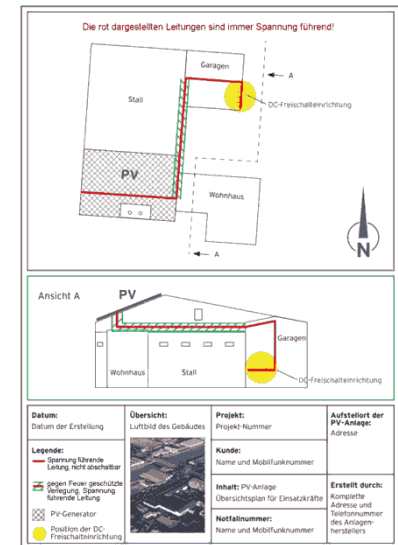 Die rot dargestellten Leitungen sind immer Spannung führend!
Garagen
A
Stall
DC-Freischalteinrichtung
PV
Wohnhaus
A
N
Ansicht A
PV
Garagen
Wohnhaus
Stall
DC-Freischalteinrichtung
Datum:
Datum der Erstellung
Legende:
Spannung führende
Leitung, nicht abschaltbar
gegen Feuer geschützte
Verlegung, Spannung
führende Leitung
PV-Generator
Position der DC-
Freischalteinrichtung
Übersicht:
Luftbild des Gebäudes
Projekt:
Projekt-Nummer
Kunde:
Name und Mobilfunknummer
Inhalt: PV-Anlage
Übersichtsplan für Einsatzkräfte
Notfallnummer:
Name und Mobilfunknummer
Aufstellort der
PV-Anlage:
Adresse
Erstellt durch:
Komplette
Adresse und
Telefonnummer
des Anlagen-
herstellers